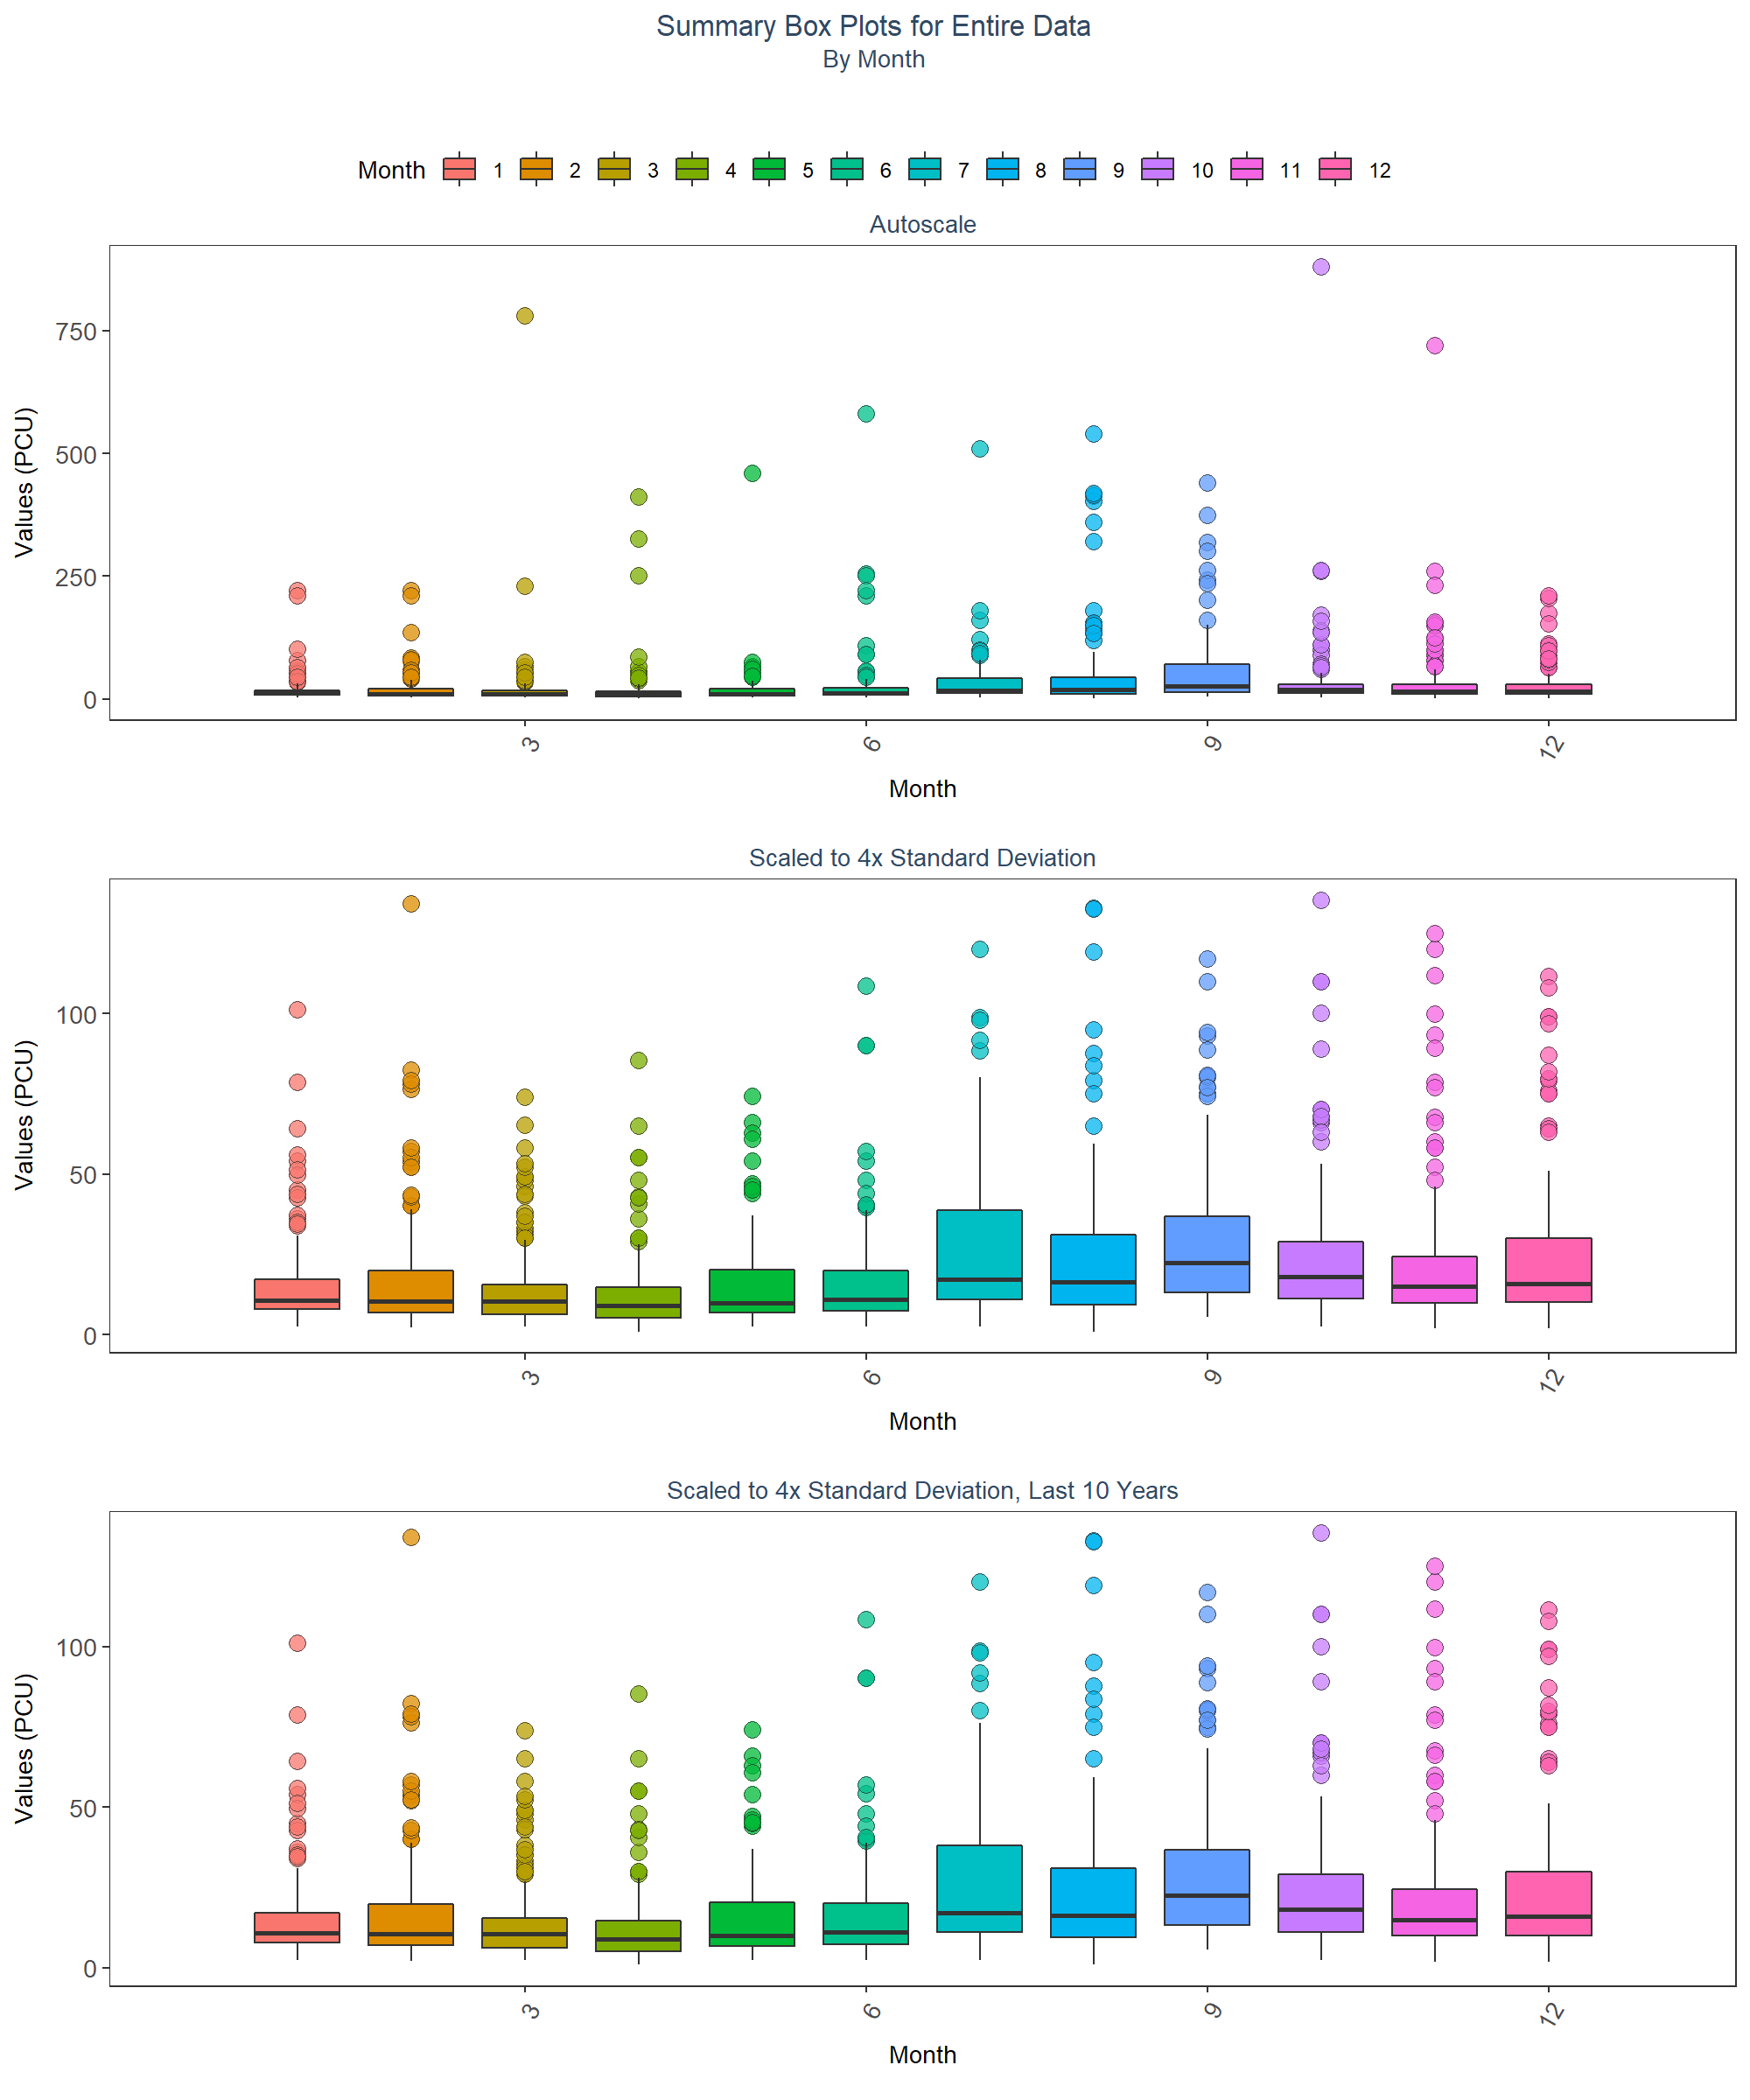 Summary Box Plots for Entire Data
By Month
Month 1 2 3 4 5 6 7 8 9 10 11 12
Autoscale
Values (PCU)
750
500
250
0
3 6 9 12
Month
Scaled to 4x Standard Deviation
Values (PCU)
100
50
0
3 6 9 12
Month
Scaled to 4x Standard Deviation, Last 10 Years
Values (PCU)
100
50
0
3 6 9 12
Month